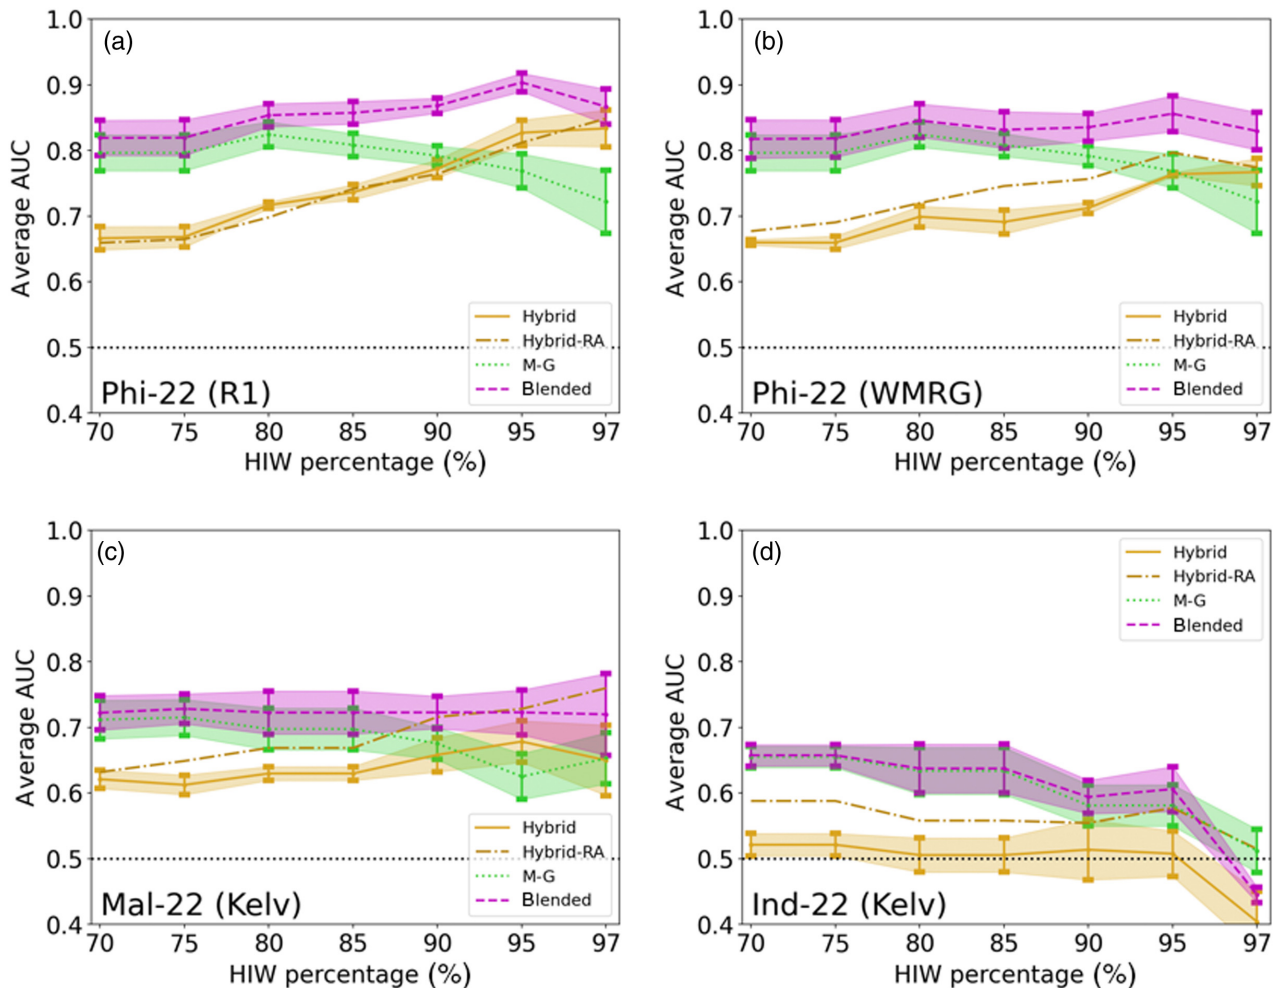 (a)
1.0
0.9
0.8
0.7
0.6
0.5
0.4
Average AUC
Hybrid
Hybrid-RA
M-G
Blended
Phi-22 (R1)
70 75 80 85 90 95 97
HIW percentage (%)
(b)
1.0
0.9
0.8
0.7
0.6
0.5
0.4
Average AUC
Hybrid
Hybrid-RA
M-G
Blended
Phi-22 (WMRG)
70 75 80 85 90 95 97
HIW percentage (%)
(c)
1.0
0.9
0.8
0.7
0.6
0.5
0.4
Average AUC
Hybrid
Hybrid-RA
M-G
Blended
Mal-22 (Kelv)
70 75 80 85 90 95 97
HIW percentage (%)
(d)
1.0
0.9
0.8
0.7
0.6
0.5
0.4
Average AUC
Hybrid
Hybrid-RA
M-G
Blended
Ind-22 (Kelv)
70 75 80 85 90 95 97
HIW percentage (%)